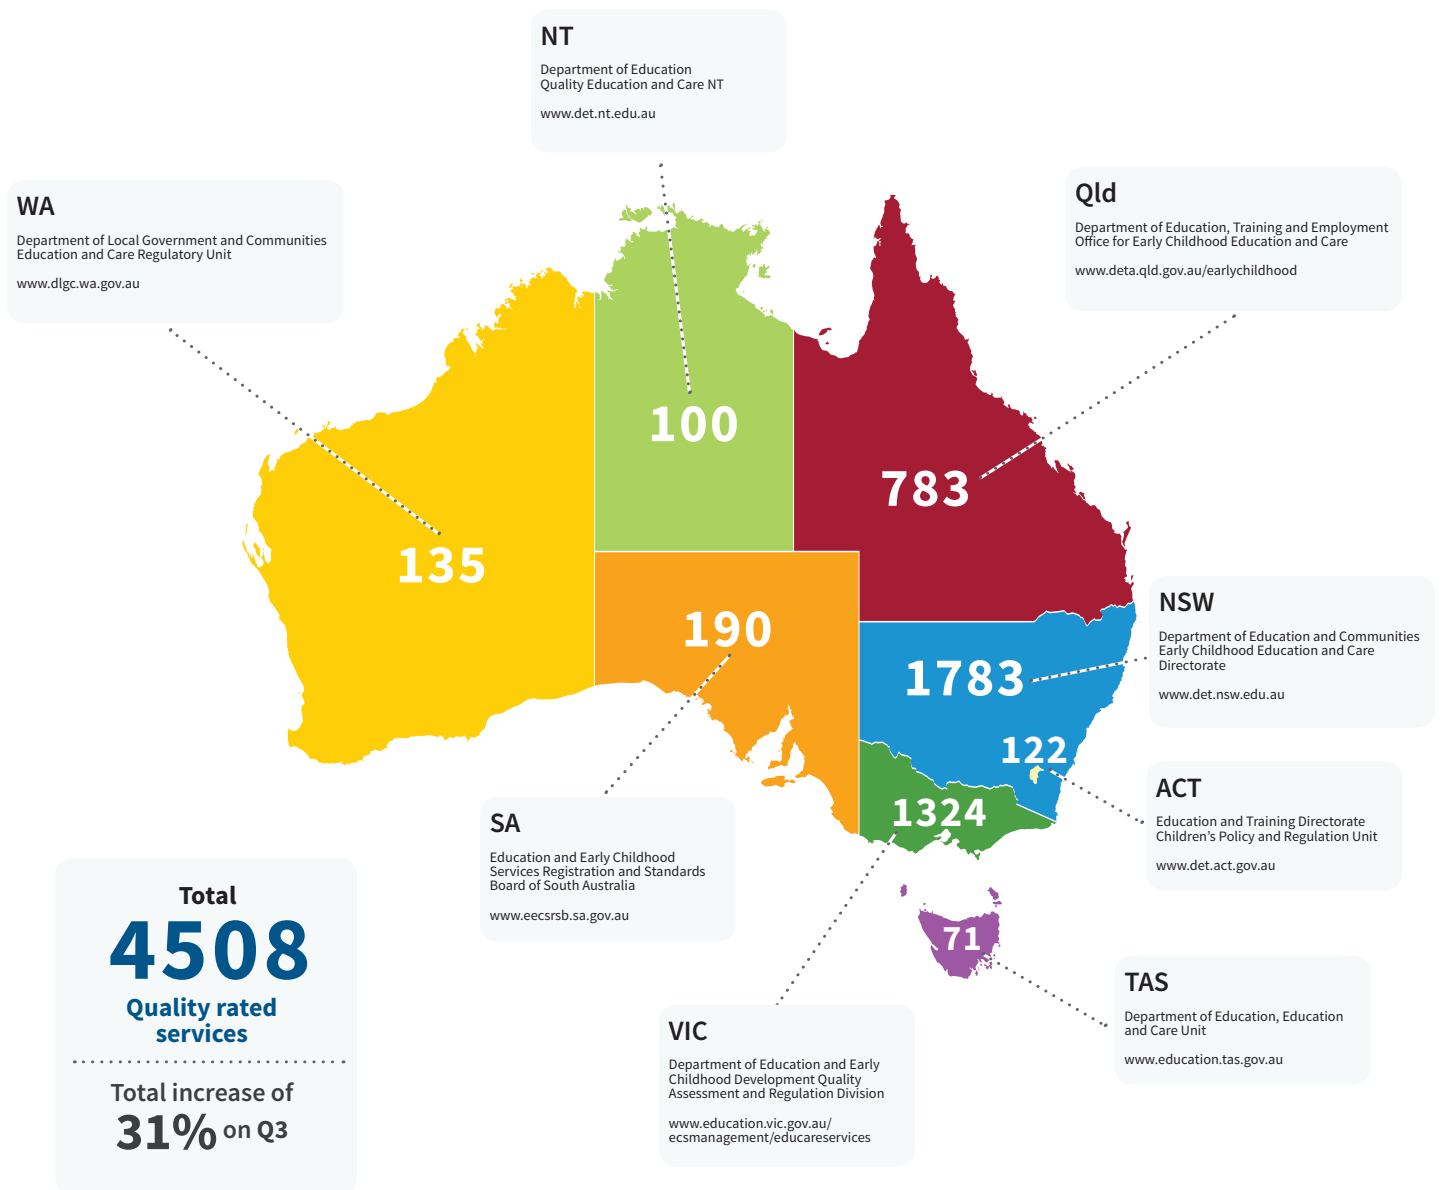 NT
Department of Education
Quality Education and Care NT
www.det.nt.edu.au
WA
Department of Local Government and Communities
Education and Care Regulatory Unit
www.dlgc.wa.gov.au
Qld
Department of Education, Training and Employment
Office for Early Childhood Education and Care
www.deta.qld.gov.au/earlychildhood
100
783
135
190
1783
122
1324
71
NSW
Department of Education and Communities
Early Childhood Education and Care
Directorate
www.det.nsw.edu.au
ACT
Education and Training Directorate
Children’s Policy and Regulation Unit
www.det.act.gov.au
SA
Education and Early Childhood
Services Registration and Standards
Board of South Australia
www.eecsrsb.sa.gov.au
TAS
Department of Education, Education
and Care Unit
www.education.tas.gov.au
VIC
Department of Education and Early
Childhood Development Quality
Assessment and Regulation Division
www.education.vic.gov.au/
ecsmanagement/educareservices
Total
4508
Quality rated
services
Total increase of
31% on Q3